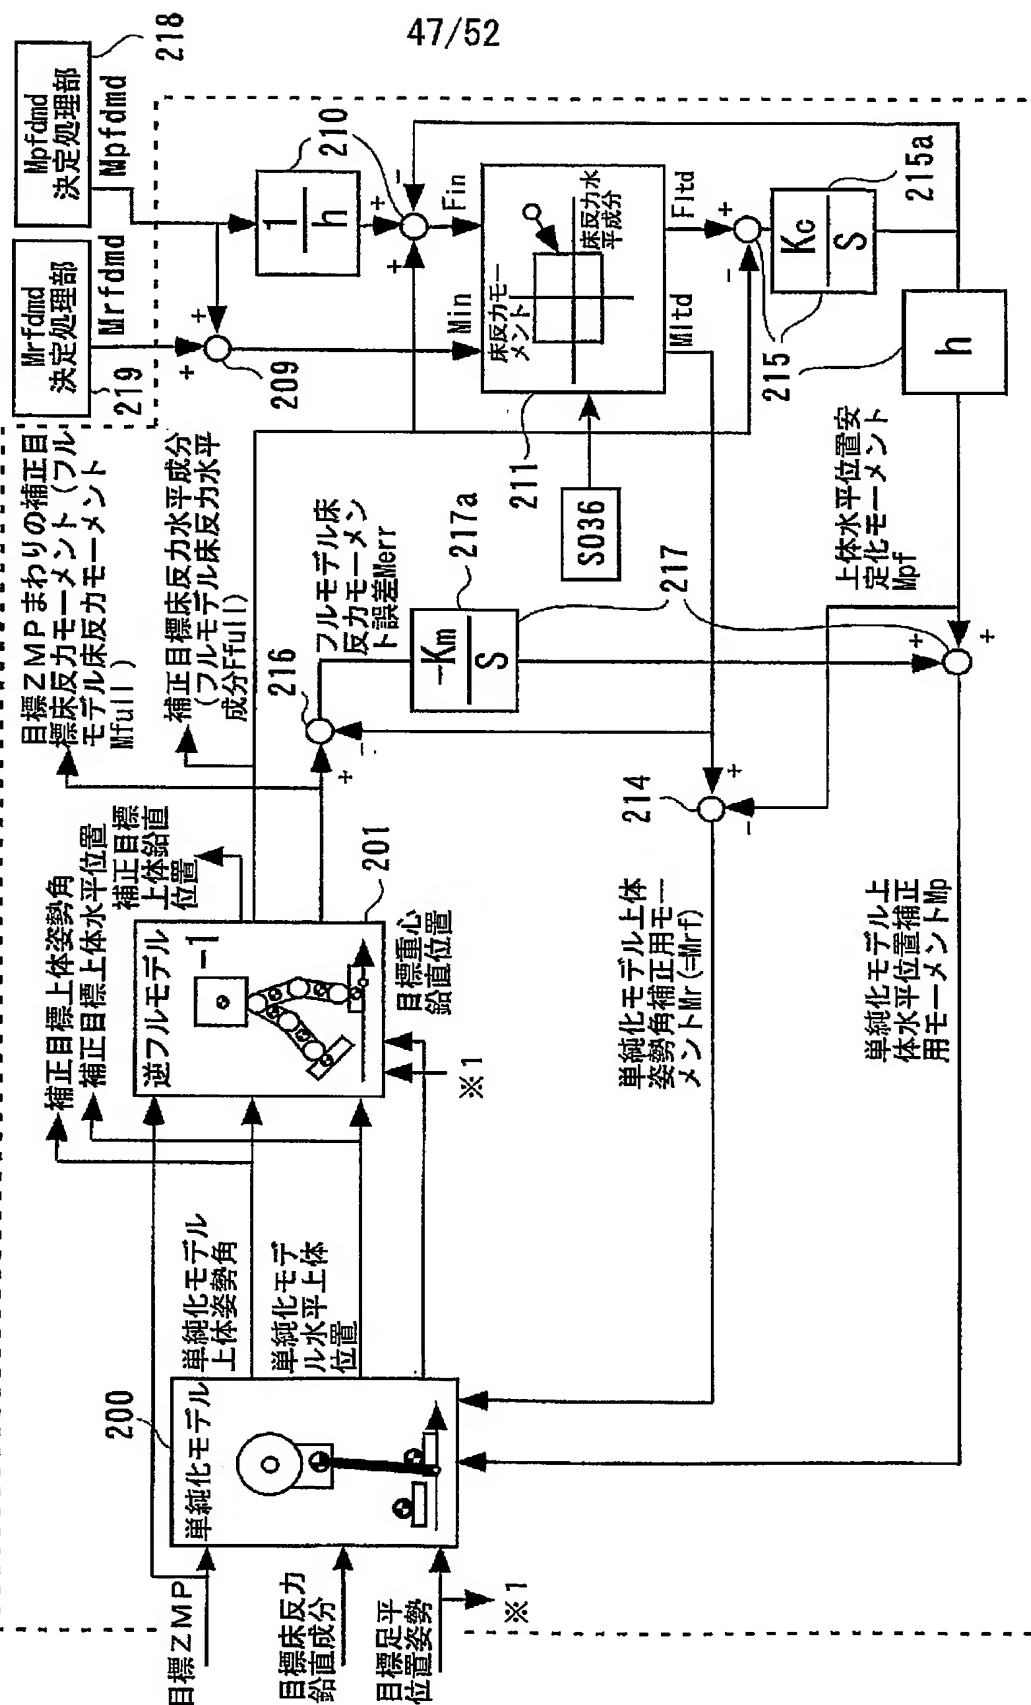 47/52
218
Mpfdmd
決定処理部
Mpfdmd
Mrfdmd
決定処理部
Mrfdmd
219
209
+
+
1
h
210
+
+
-
Min
Fin
床反力モー
メント
床反力水
平成分
211
S036
Mltd
Fltd
+
-
215
Kc
S
215a
h
上体水平位置安
定化モーメント
Mpf
目標ZMPまわりの補正目
標床反力モーメント(フル
モデル床反力モーメント
Mfull)
補正目標床反力水平成分
(フルモデル床反力水平
成分Ffull)
フルモデル床
反力モーメン
ト誤差Merr
216
+
-
217a
-Km
S
217
+
+
214
+
-
補正目標上体姿勢角
補正目標上体水平位置
補正目標
上体鉛直
位置
逆フルモデル
-1
201
目標重心
鉛直位置
※1
単純化モデル上体
姿勢角補正用モー
メントMr(=Mrf)
単純化モデル上
体水平位置補正
用モーメントMp
単純化モデル
上体姿勢角
単純化モデ
ル水平上体
位置
200
単純化モデル
目標ZMP
目標床反力
鉛直成分
目標足平
位置姿勢
※1